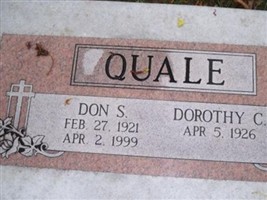 QUALE
DON S.
FEB. 27, 1921
APR. 2, 1999
DOROTHY C.
APR. 5, 1926